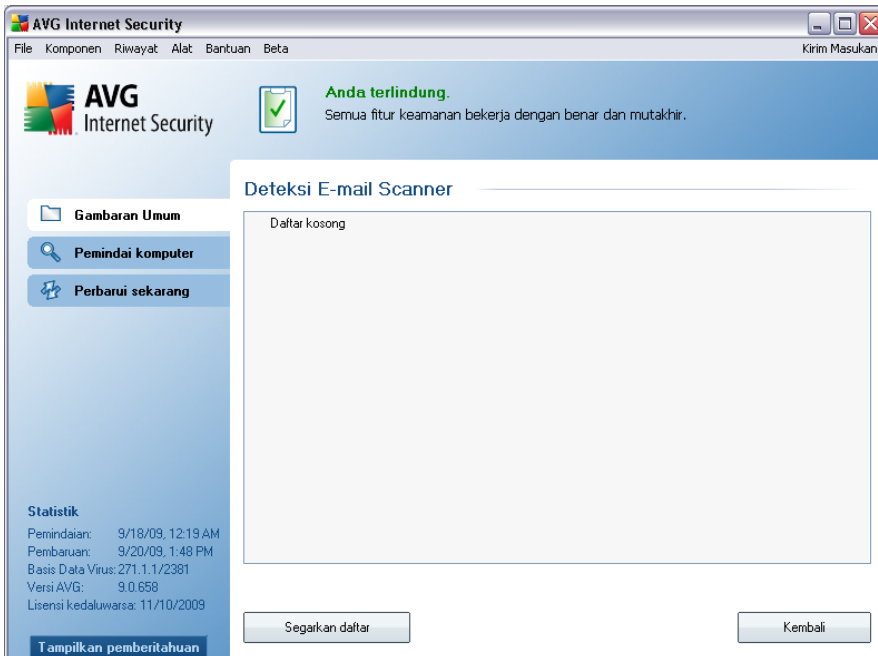 AVG Internet Security
File Komponen Riwayat Alat Bantuan Beta Kirim Masukan
AVG
Internet Security
Anda terlindung.
Semua fitur keamanan bekerja dengan benar dan mutakhir.
Deteksi E-mail Scanner
Gambaran Umum
Pemindai komputer
Perbarui sekarang
Daftar kosong
Statistik
Pemindaian: 9/18/09, 12:19 AM
Pembaruan: 9/20/09, 1:48 PM
Basis Data Virus: 271.1.1/2381
Versi AVG: 9.0.658
Lisensi kedaluwarsa: 11/10/2009
Tampilkan pemberitahuan
Segarkan daftar
Kembali